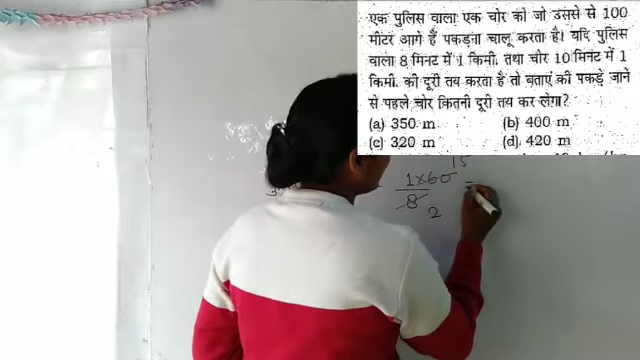 एक पुलिस वाला एक चोर को जो उससे से 100
मीटर आगे हैं पकड़ना चालू करता है। यदि पुलिस
वाला 8 मिनट में 1 किमी. तथा चौर 10 मिनट में 1
किमी. की दूरी तय करता है तो बताएं की पकड़े जाने
से पहले चोर कितनी दूरी तय कर लेगा?
(a) 350 m (b) 400 m
(c) 320 m (d) 420 m
15
1×60
8
2